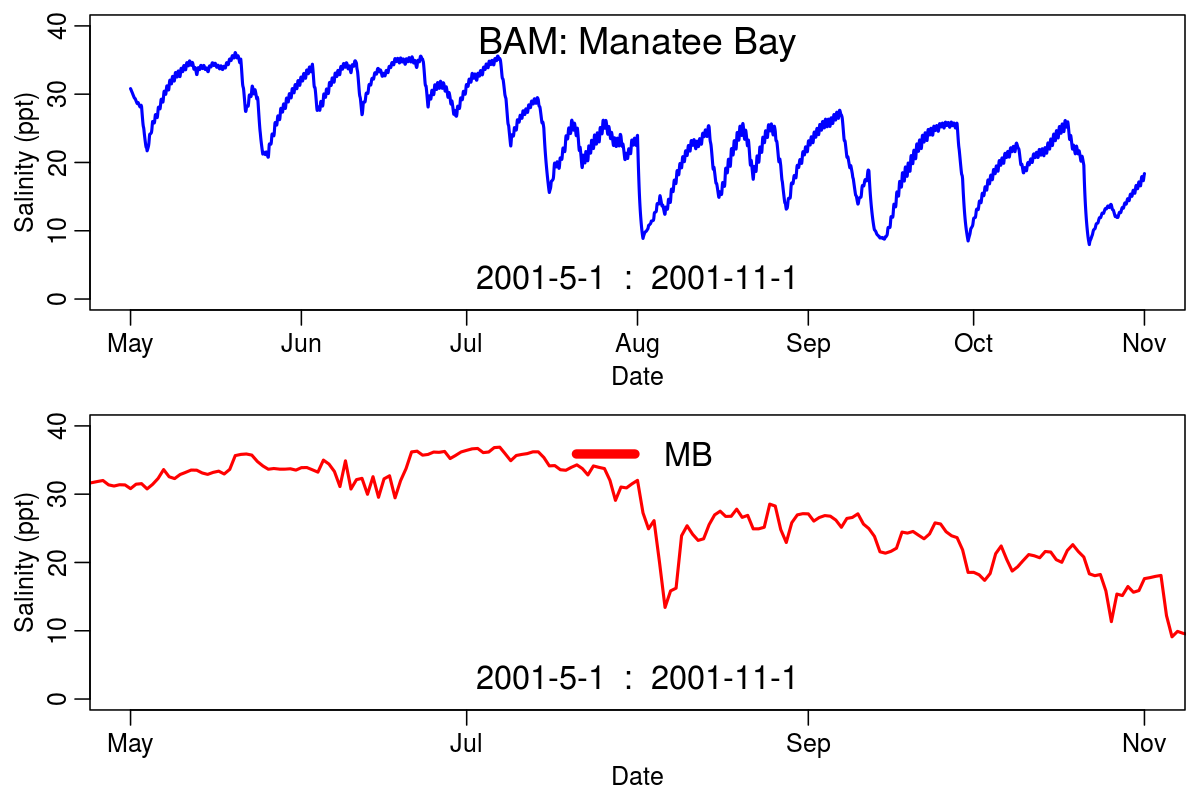 BAM: Manatee Bay
40
30
20
10
0
Salinity (ppt)
2001-5-1 : 2001-11-1
May Jun Jul Aug Sep Oct Nov
Date
MB
40
30
20
10
0
Salinity (ppt)
2001-5-1 : 2001-11-1
May Jul Sep Nov
Date